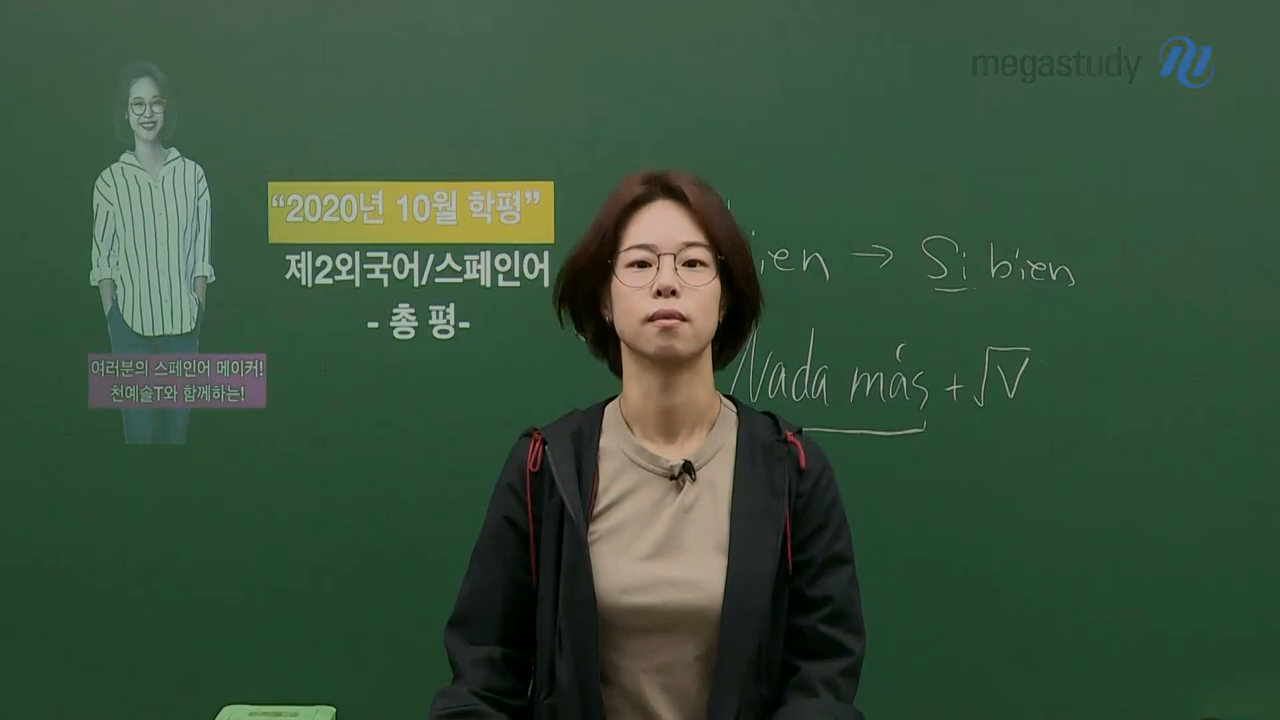 megastudy
"2020년 10월 학평"
제2외국어/스페인어
- 총 평-
여러분의 스페인어 메이커!
천예솔T와 함께하는!
ien → Si bien
Nada más + √V